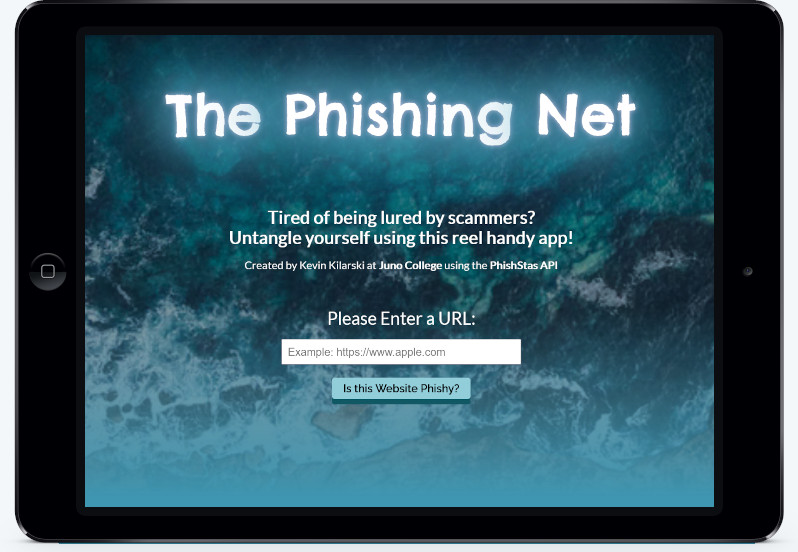 The Phishing Net
Tired of being lured by scammers?
Untangle yourself using this reel handy app!
Created by Kevin Kilarski at Juno College using the PhishStas API
Please Enter a URL:
Example: https://www.apple.com
Is this Website Phishy?